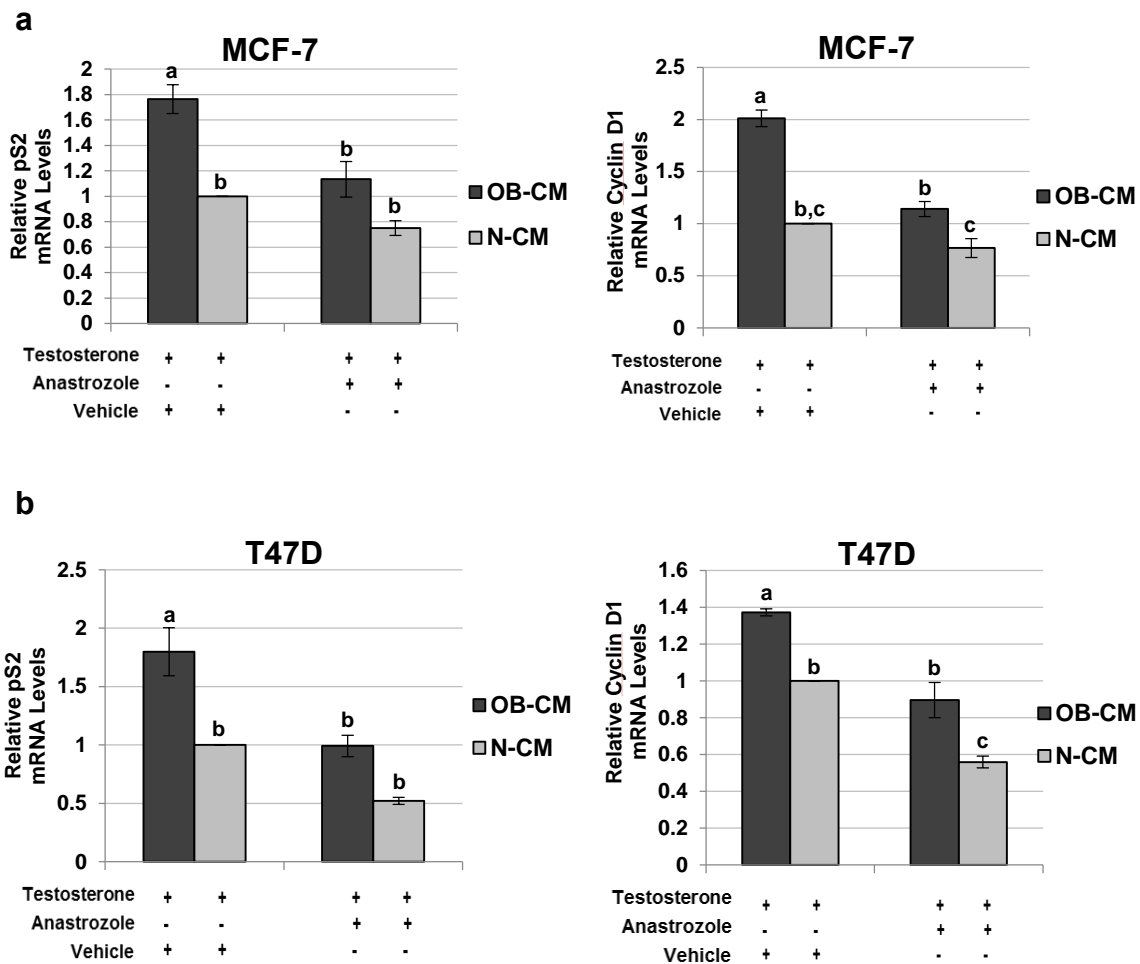 a
MCF-7
Relative pS2
mRNA Levels
2
1.8
1.6
1.4
1.2
1
0.8
0.6
0.4
0.2
0
a
b
b
b
OB-CM
N-CM
Testosterone + + + +
Anastrozole - - + +
Vehicle + + - -
MCF-7
Relative Cyclin D1
mRNA Levels
2.5
2
1.5
1
0.5
0
a
b,c
b
c
OB-CM
N-CM
Testosterone + + + +
Anastrozole - - + +
Vehicle + + - -
b
T47D
Relative pS2
mRNA Levels
2.5
2
1.5
1
0.5
0
a
b
b
b
OB-CM
N-CM
Testosterone + + + +
Anastrozole - - + +
Vehicle + + - -
T47D
Relative Cyclin D1
mRNA Levels
1.6
1.4
1.2
1
0.8
0.6
0.4
0.2
0
a
b
b
c
OB-CM
N-CM
Testosterone + + + +
Anastrozole - - + +
Vehicle + + - -